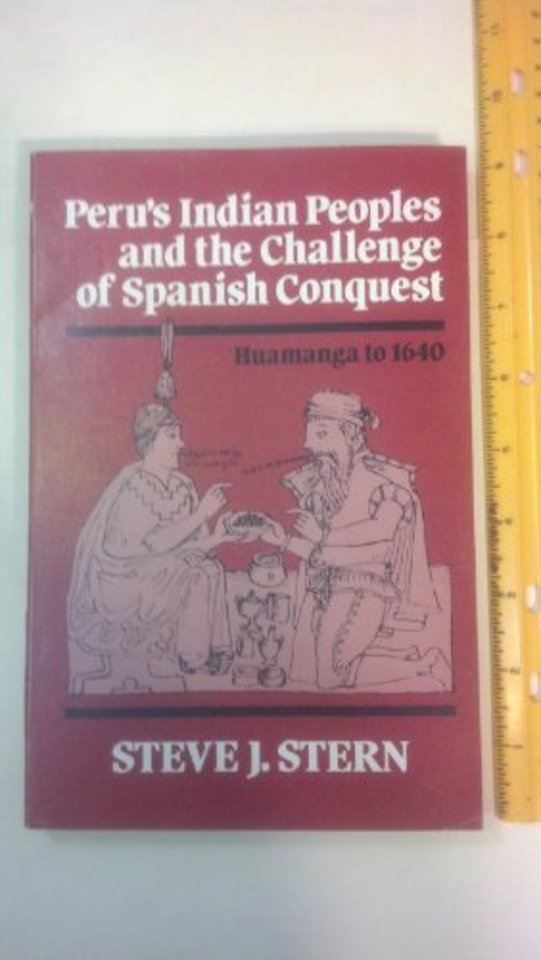 Peru's Indian Peoples
and the Challenge
of Spanish Conquest
Huamanga to 1640
STEVE J. STERN